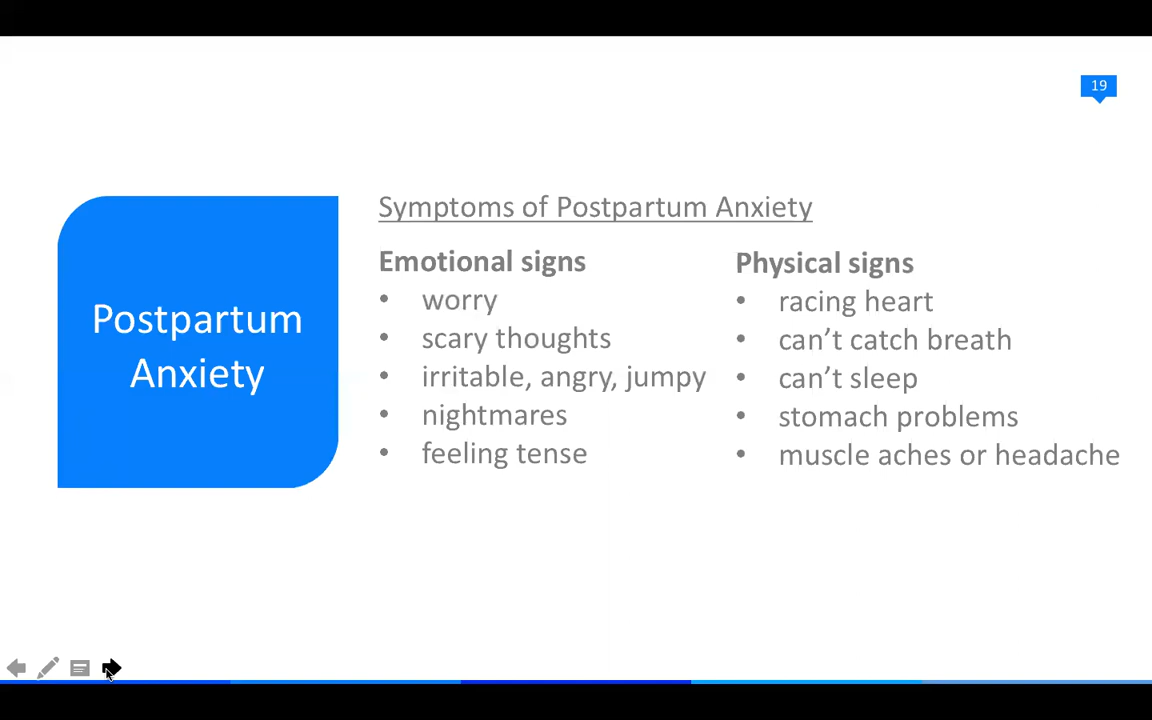 19
Postpartum
Anxiety
Symptoms of Postpartum Anxiety
Emotional signs
• worry
• scary thoughts
• irritable, angry, jumpy
• nightmares
• feeling tense
Physical signs
• racing heart
• can’t catch breath
• can’t sleep
• stomach problems
• muscle aches or headache